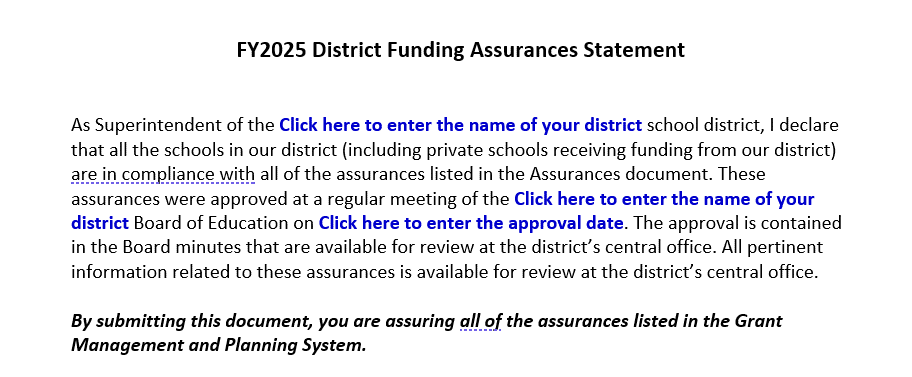 FY2025 District Funding Assurances Statement
As Superintendent of the Click here to enter the name of your district school district, I declare
that all the schools in our district (including private schools receiving funding from our district)
are in compliance with all of the assurances listed in the Assurances document. These
assurances were approved at a regular meeting of the Click here to enter the name of your
district Board of Education on Click here to enter the approval date. The approval is contained
in the Board minutes that are available for review at the district’s central office. All pertinent
information related to these assurances is available for review at the district’s central office.
By submitting this document, you are assuring all of the assurances listed in the Grant
Management and Planning System.